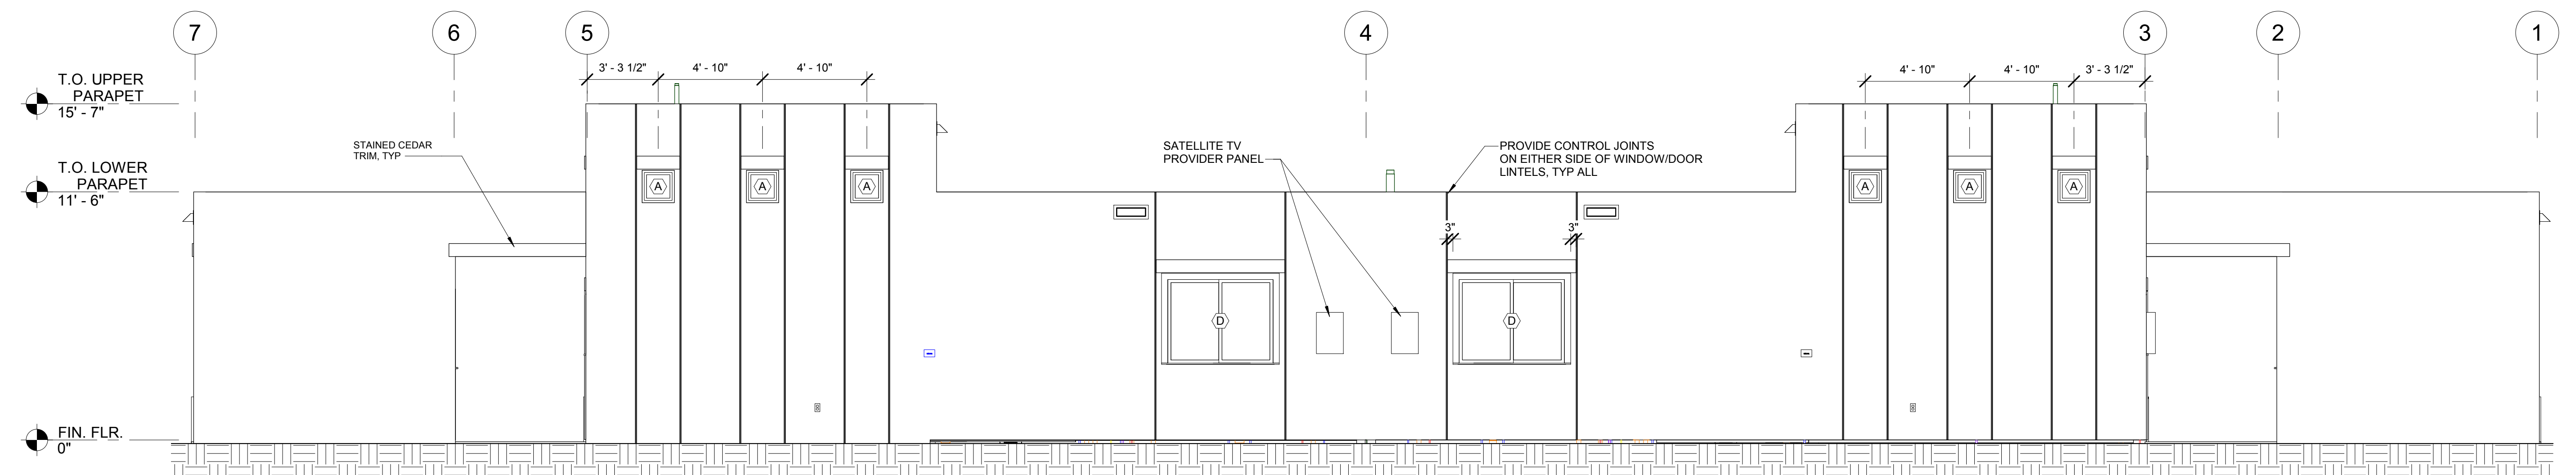 7
6
5
4
3
2
1
3' - 3 1/2"
4' - 10"
4' - 10"
4' - 10"
4' - 10"
3' - 3 1/2"
T.O. UPPER
PARAPET
15' - 7"
STAINED CEDAR
TRIM, TYP
SATELLITE TV
PROVIDER PANEL
PROVIDE CONTROL JOINTS
ON EITHER SIDE OF WINDOW/DOOR
LINTELS, TYP ALL
T.O. LOWER
PARAPET
11' - 6"
A
A
A
A
A
A
3"
3"
D
D
FIN. FLR.
0"